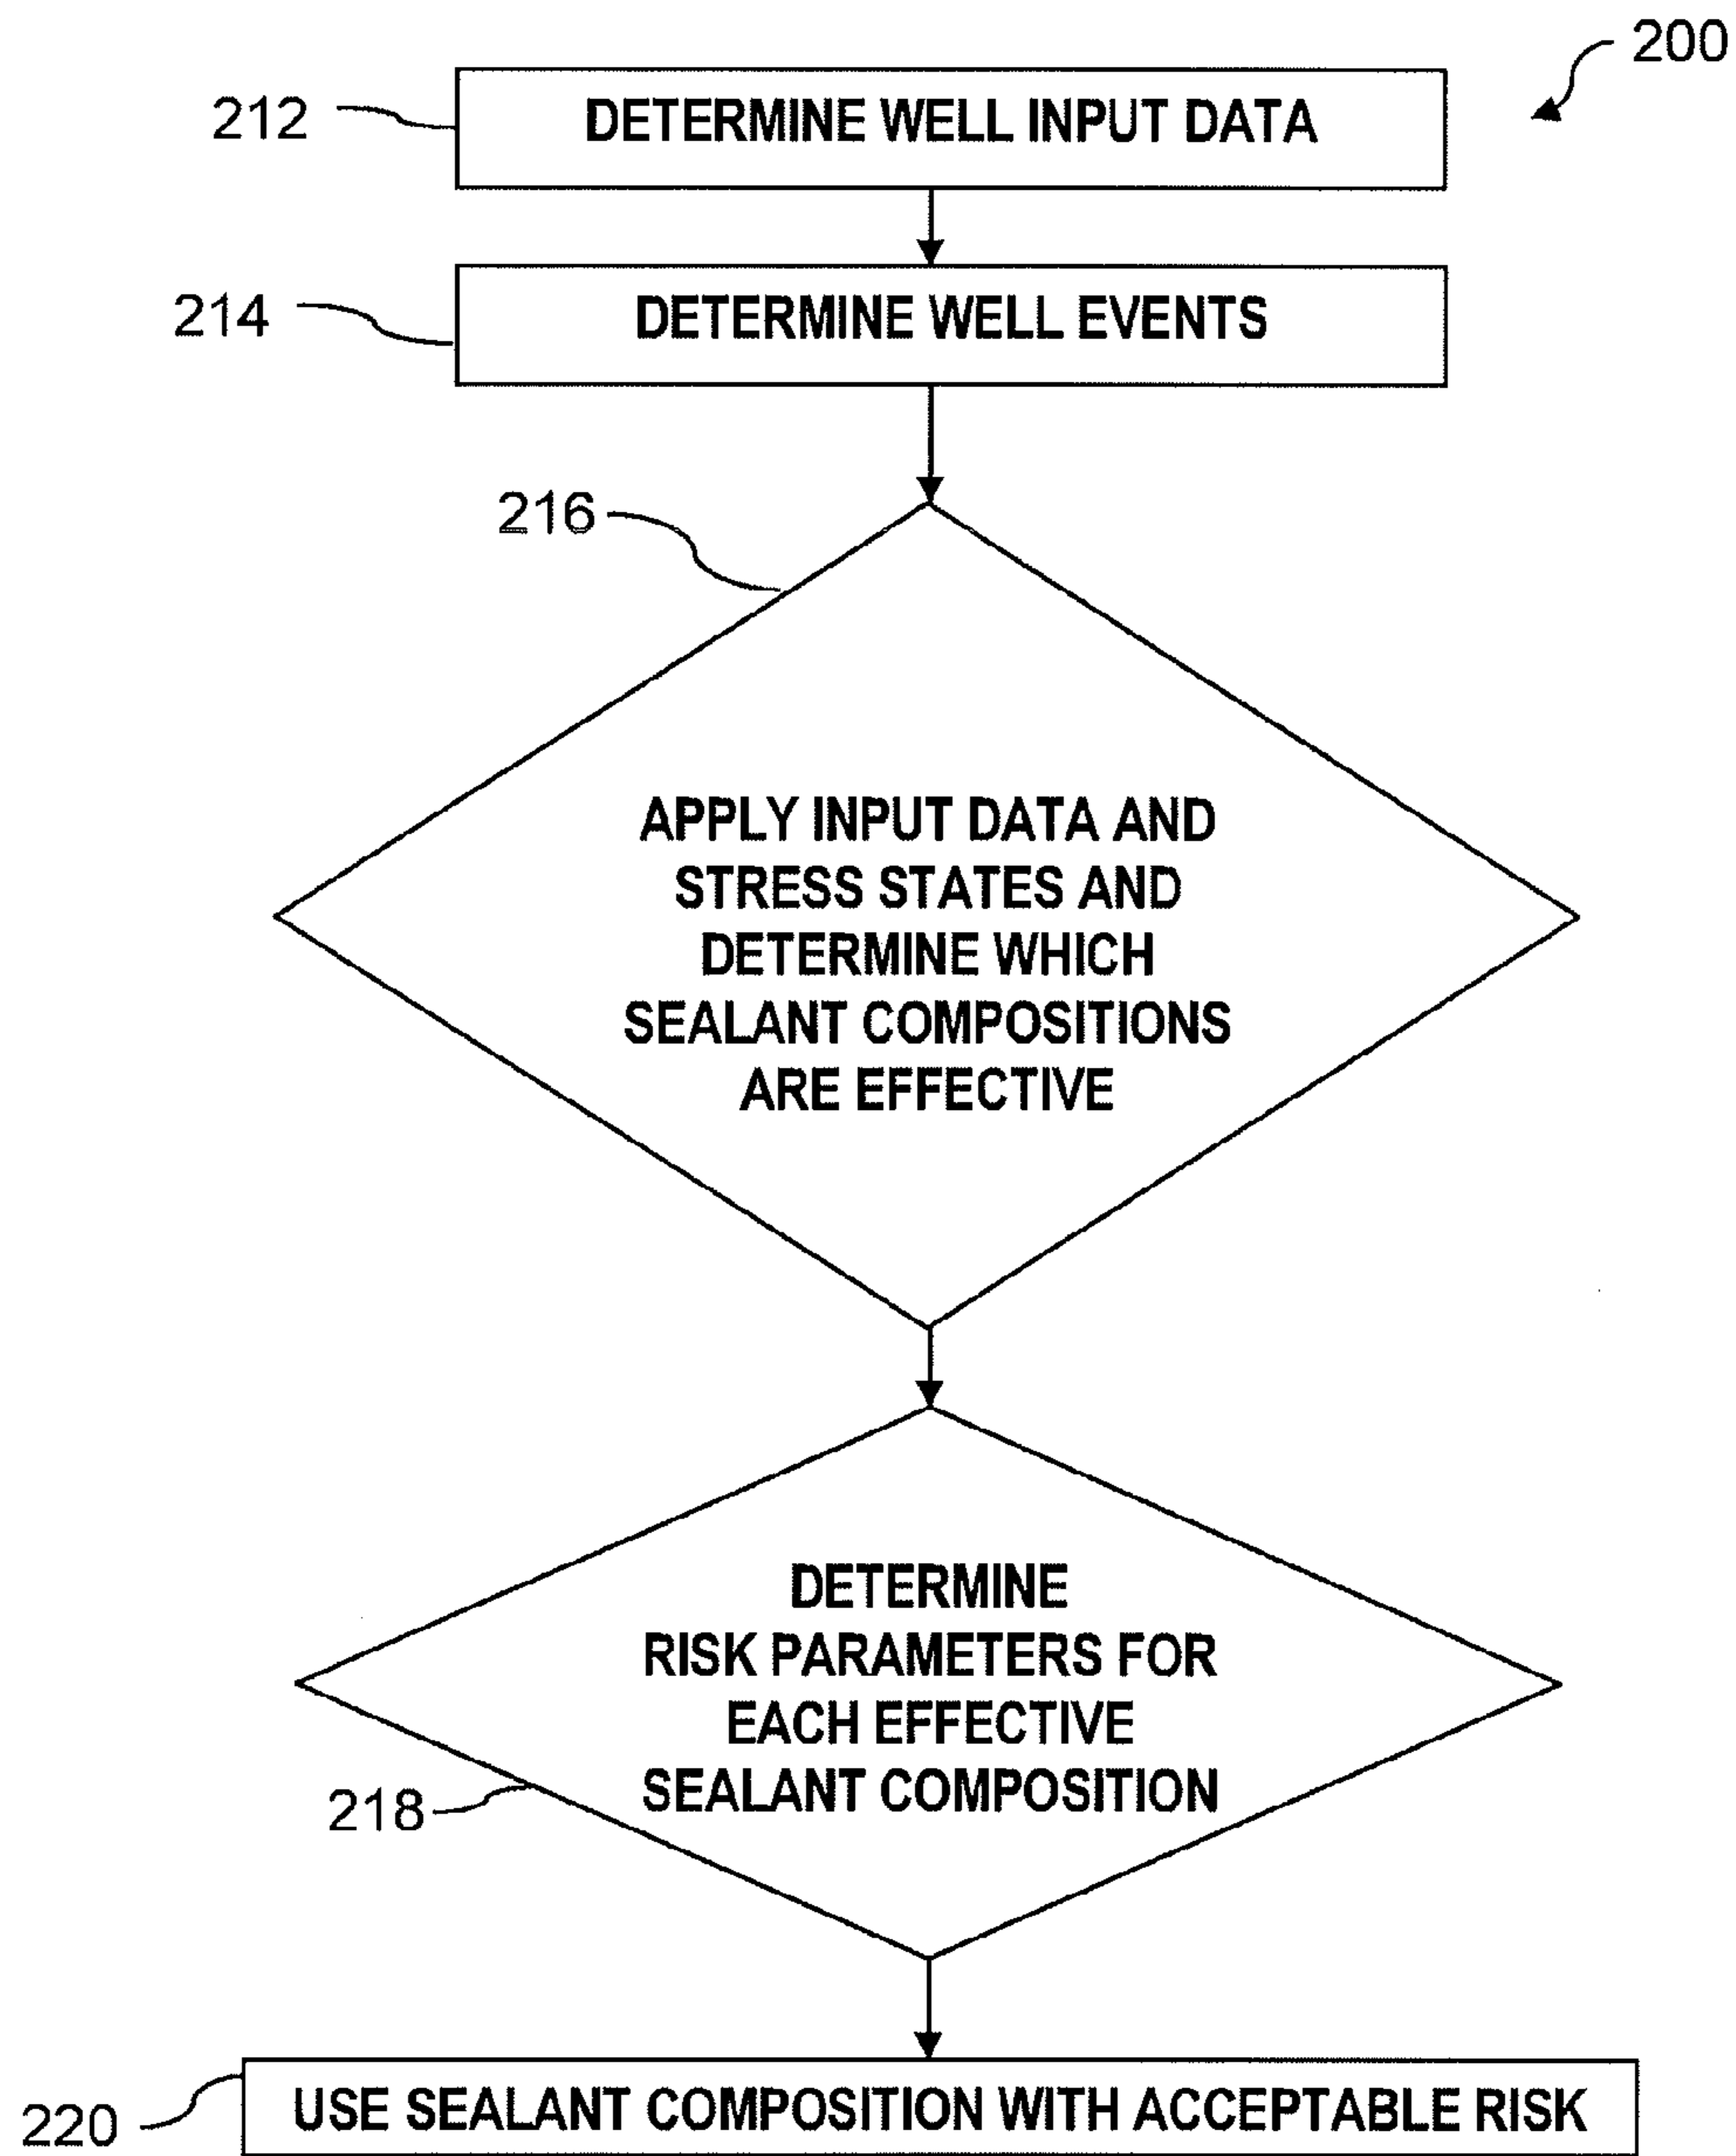 200
212
DETERMINE WELL INPUT DATA
214
DETERMINE WELL EVENTS
216
APPLY INPUT DATA AND
STRESS STATES AND
DETERMINE WHICH
SEALANT COMPOSITIONS
ARE EFFECTIVE
DETERMINE
RISK PARAMETERS FOR
EACH EFFECTIVE
SEALANT COMPOSITION
218
220
USE SEALANT COMPOSITION WITH ACCEPTABLE RISK